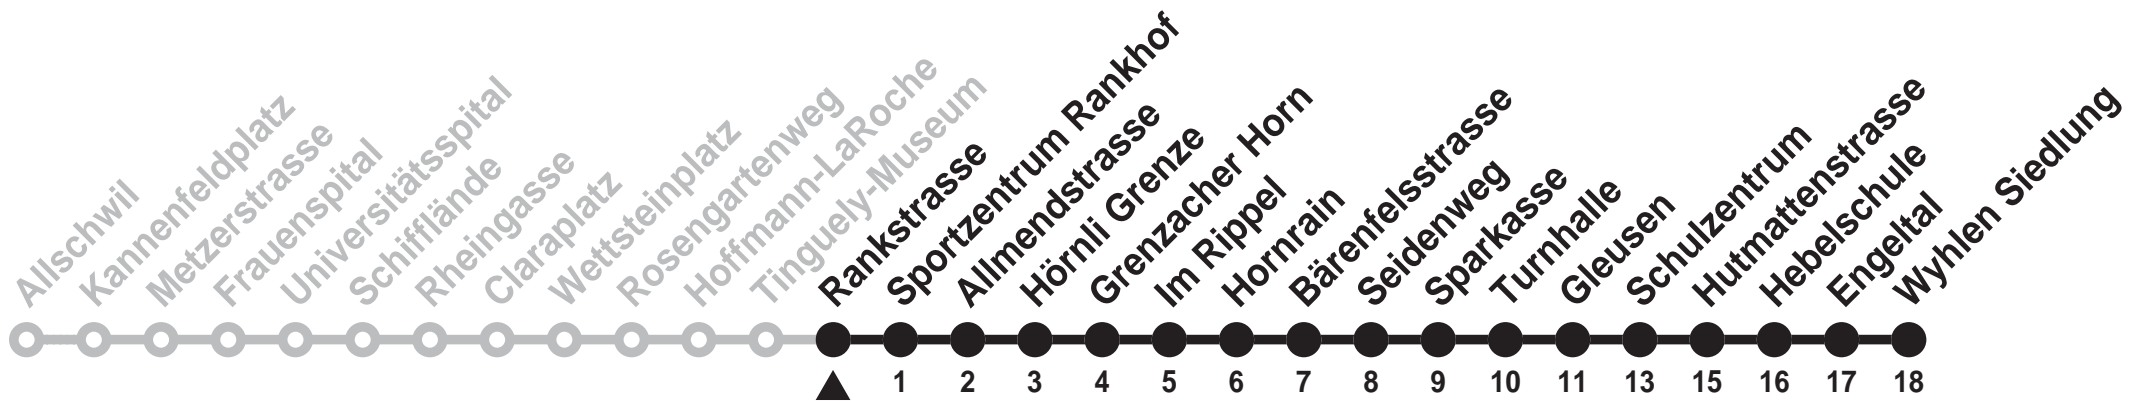 Allschwil
Kannenfeldplatz
Metzerstrasse
Frauenspital
Universitätsspital
Schifflände
Rheingasse
Claraplatz
Wettsteinplatz
Rosengartenweg
Hoffmann-LaRoche
Tinguely-Museum
Rankstrasse
Sportzentrum Rankhof
Allmendstrasse
Hörnli Grenze
Grenzacher Horn
Im Rippel
Hornrain
Bärenfelsstrasse
Seidenweg
Sparkasse
Turnhalle
Gleusen
Schulzentrum
Hutmattenstrasse
Hebelschule
Engeltal
Wyhlen Siedlung
1 2 3 4 5 6 7 8 9 10 11 13 15 16 17 18